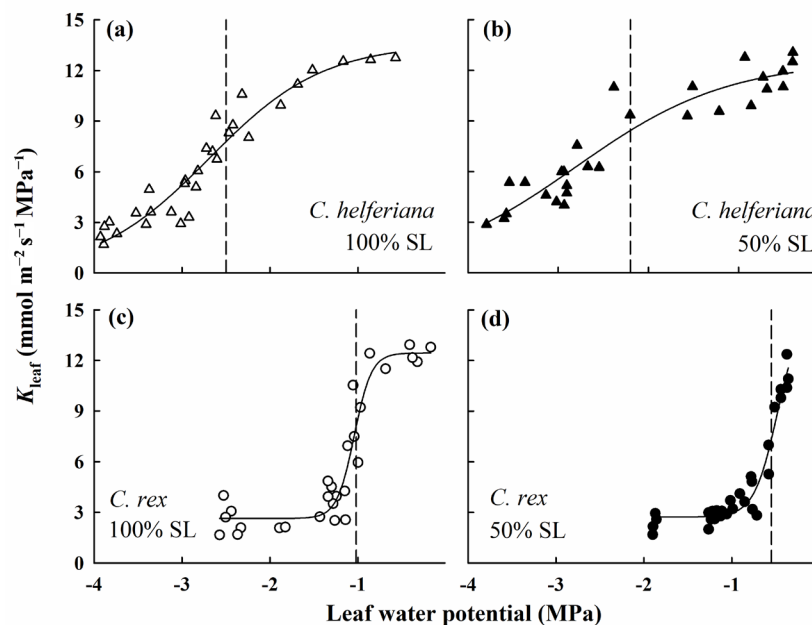 (a)
(b)
15
12
9
6
3
0
C. helferiana
100% SL
C. helferiana
50% SL
(c)
(d)
15
12
9
6
3
0
C. rex
100% SL
C. rex
50% SL
-4
-3
-2
-1
-4
-3
-2
-1
Kleaf (mmol m−2 s−1 MPa−1)
Leaf water potential (MPa)